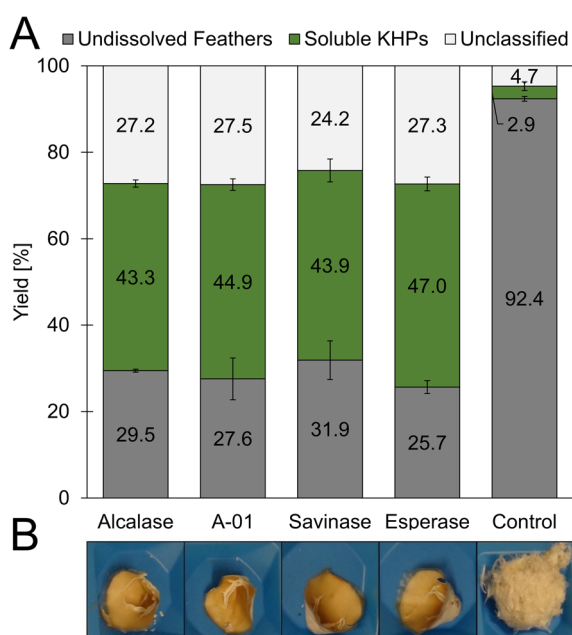 A
Undissolved Feathers Soluble KHPs Unclassified
100
80
60
40
20
0
Yield [%]
27.2 27.5 24.2 27.3 4.7
2.9
43.3 44.9 43.9 47.0
92.4
29.5 27.6 31.9 25.7
Alcalase A-01 Savinase Esperase Control
B